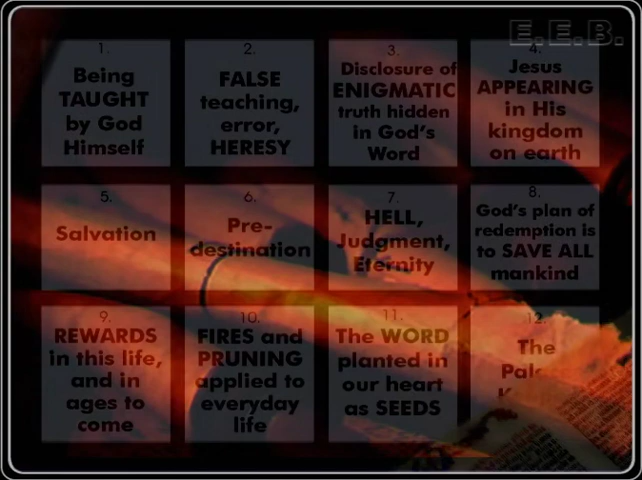 E.E.B.
1.
Being
TAUGHT
by God
Himself
2.
FALSE
teaching,
error,
HERESY
3.
Disclosure of
ENIGMATIC
truth hidden
in God's
Word
4.
Jesus
APPEARING
in His
kingdom
on earth
5.
Salvation
6.
Pre-
destination
7.
HELL,
Judgment,
Eternity
8.
God's plan of
redemption is
to SAVE ALL
mankind
9.
REWARDS
in this life,
and in
ages to
come
10.
FIRES and
PRUNING
applied to
everyday
life
11.
The WORD
planted in
our heart
as SEEDS
12.
The